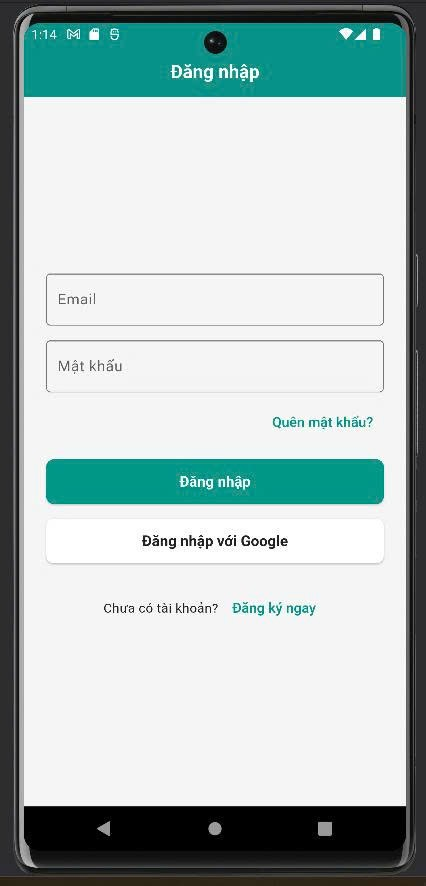 1:14
Đăng nhập
Email
Mật khẩu
Quên mật khẩu?
Đăng nhập
Đăng nhập với Google
Chưa có tài khoản? Đăng ký ngay